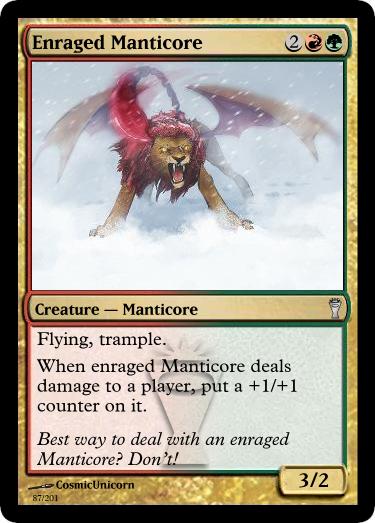 Enraged Manticore 2
Creature — Manticore
Flying, trample.
When enraged Manticore deals
damage to a player, put a +1/+1
counter on it.
Best way to deal with an enraged
Manticore? Don't!
3/2
CosmicUnicorn
87/201